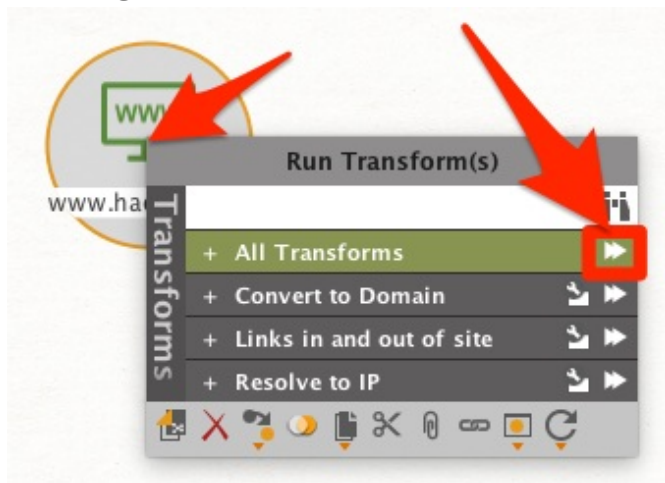 WWW
Run Transform(s)
www.ha
Transforms
+ All Transforms
+ Convert to Domain
+ Links in and out of site
+ Resolve to IP